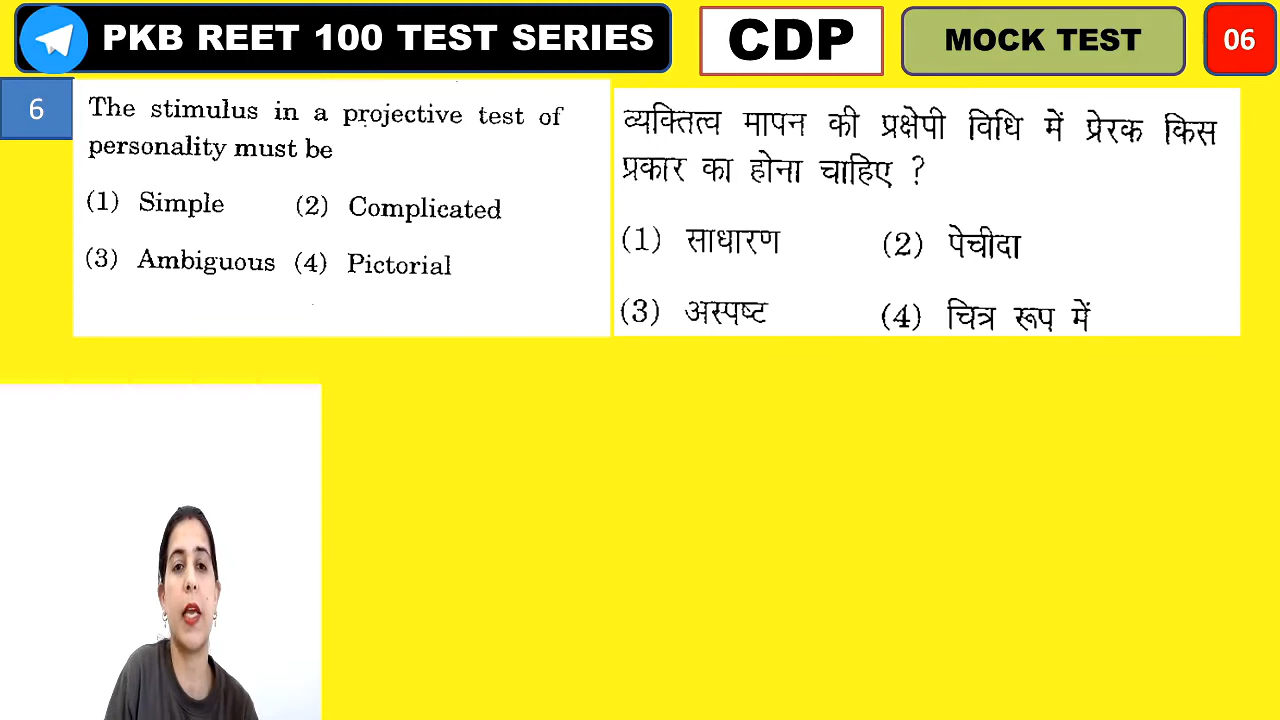 PKB REET 100 TEST SERIES
CDP
MOCK TEST
06
6
The stimulus in a projective test of
personality must be
(1) Simple (2) Complicated
(3) Ambiguous (4) Pictorial
व्यक्तित्व मापन की प्रक्षेपी विधि में प्रेरक किस
प्रकार का होना चाहिए ?
(1) साधारण (2) पेचीदा
(3) अस्पष्ट (4) चित्र रूप में